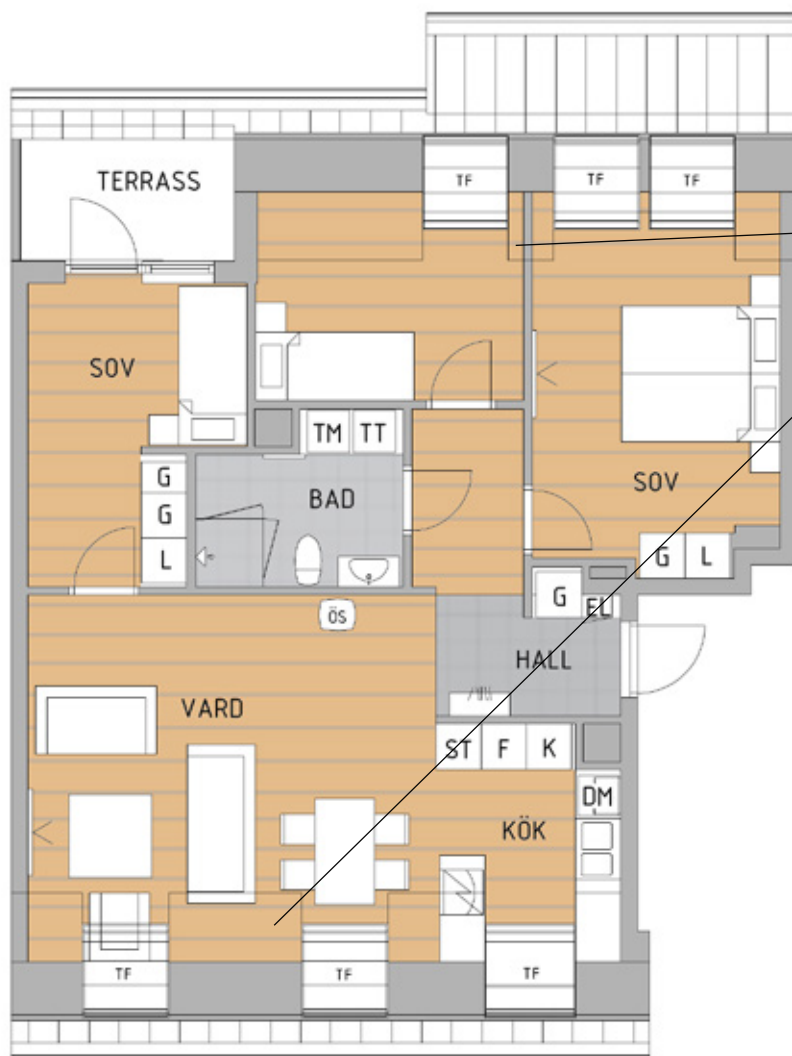 TERRASS
TF
TF
TF
SOV
TM TT
G
G
L
BAD
SOV
G L
G
EL
ÖS
HALL
VARD
ST F K
DM
KÖK
TF
TF
TF